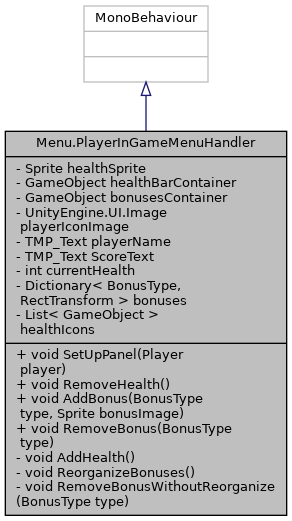 MonoBehaviour
Menu.PlayerInGameMenuHandler
- Sprite healthSprite
- GameObject healthBarContainer
- GameObject bonusesContainer
- UnityEngine.UI.Image
playerIconImage
- TMP_Text playerName
- TMP_Text ScoreText
- int currentHealth
- Dictionary< BonusType,
RectTransform > bonuses
- List< GameObject >
healthIcons
+ void SetUpPanel(Player
player)
+ void RemoveHealth()
+ void AddBonus(BonusType
type, Sprite bonusImage)
+ void RemoveBonus(BonusType
type)
- void AddHealth()
- void ReorganizeBonuses()
- void RemoveBonusWithoutReorganize
(BonusType type)